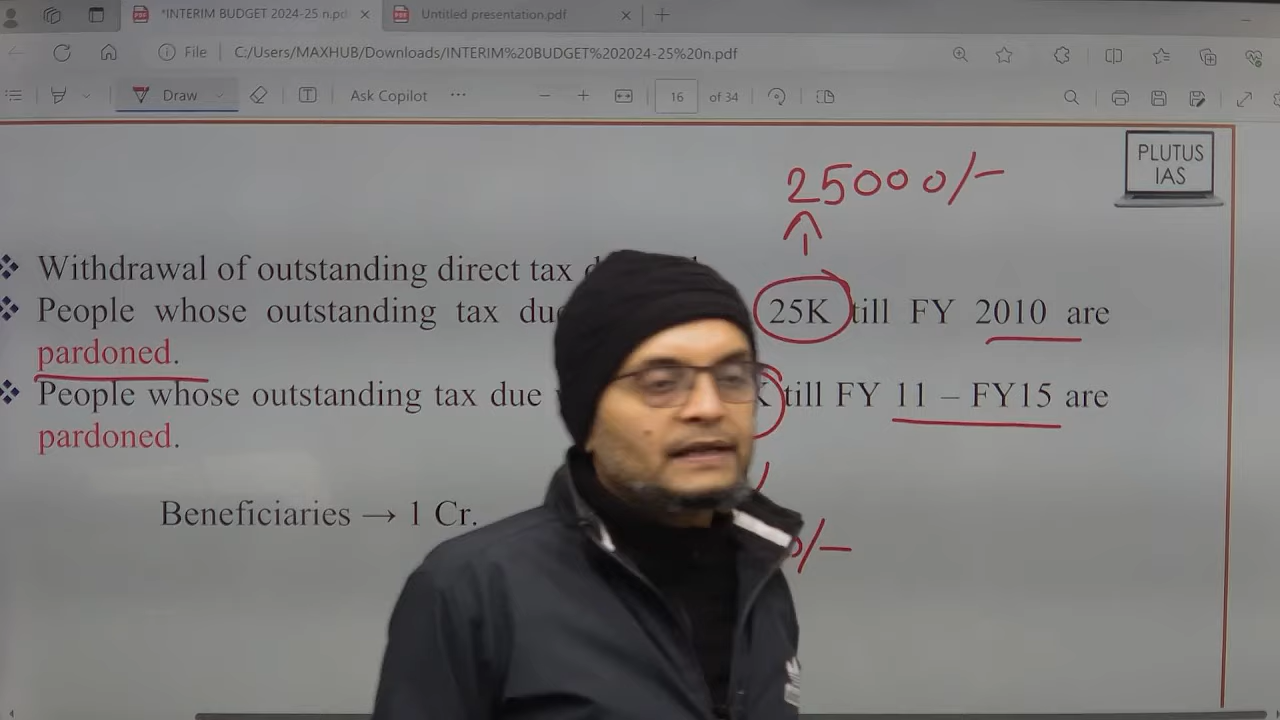 *INTERIM BUDGET 2024-25 n.pd
Untitled presentation.pdf
File
C:/Users/MAXHUB/Downloads/INTERIM%20BUDGET%202024-25%20n.pdf
Draw
Ask Copilot
16 of 34
PLUTUS
IAS
25000/-
Withdrawal of outstanding direct tax
People whose outstanding tax 25K till FY 2010 are
pardoned.
People whose outstanding tax due till FY 11 – FY15 are
pardoned.
Beneficiaries → 1 Cr.